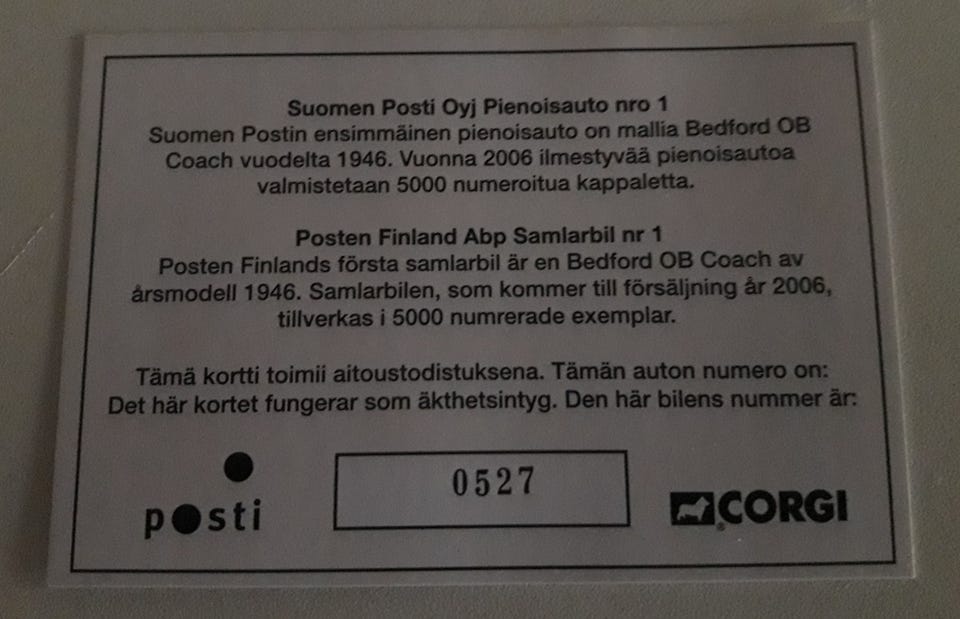 Suomen Posti Oyj Pienoisauto nro 1
Suomen Postin ensimmäinen pienoisauto on mallia Bedford OB
Coach vuodelta 1946. Vuonna 2006 ilmestyvää pienoisautoa
valmistetaan 5000 numeroitua kappaletta.
Posten Finland Abp Samlarbil nr 1
Posten Finlands första samlarbil är en Bedford OB Coach av
årsmodell 1946. Samlarbilen, som kommer till försäljning år 2006,
tillverkas i 5000 numrerade exemplar.
Tämä kortti toimii aitoustodistuksena. Tämän auton numero on:
Det här kortet fungerar som äkthetsintyg. Den här bilens nummer är:
posti
0527
CORGI